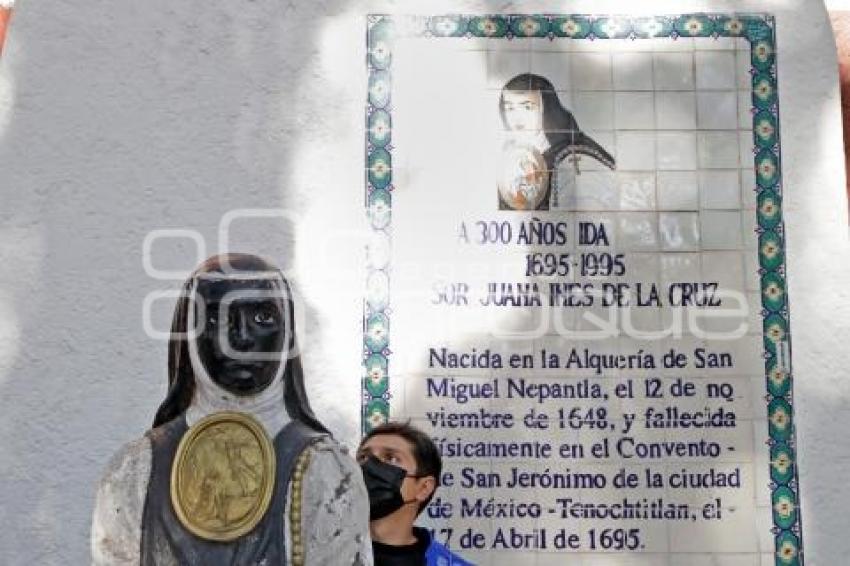 A 300 AÑOS IDA
1695-1995
SOR JUANA INES DE LA CRUZ
Nacida en la Alquería de San
Miguel Nepantla, el 12 de no
viembre de 1648, y fallecida
físicamente en el Convento -
de San Jerónimo de la ciudad
de México -Tenochtitlan, el -
17 de Abril de 1695.